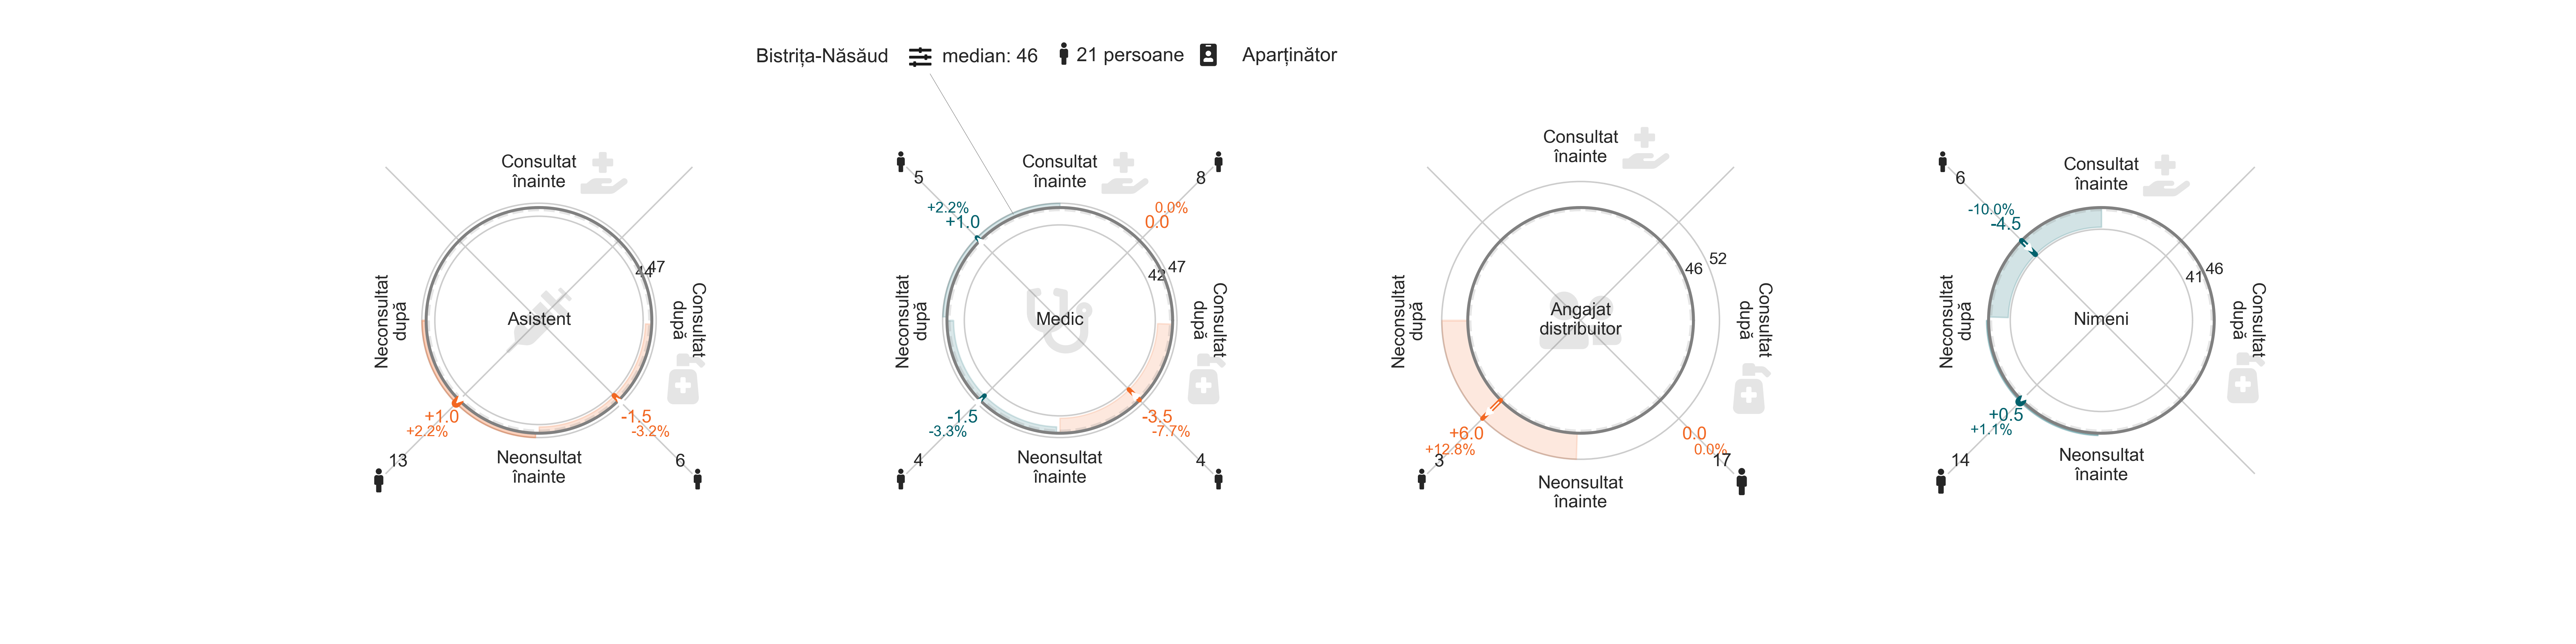 Bistrița-Năsăud median: 46 21 persoane Aparținător
Consultat
înainte
Neconsultat
după
Asistent
44
47
Consultat
după
+1.0
+2.2%
13
-1.5
-3.2%
6
Neonsultat
înainte
5
+2.2%
+1.0
Consultat
înainte
8
0.0%
0.0
Neconsultat
după
Medic
42
47
Consultat
după
-1.5
-3.3%
4
-3.5
-7.7%
4
Neonsultat
înainte
Consultat
înainte
Neconsultat
după
Angajat
distribuitor
46
52
Consultat
după
+6.0
+12.8%
3
0.0
0.0%
17
Neonsultat
înainte
6
-10.0%
-4.5
Consultat
înainte
Neconsultat
după
Nimeni
41
46
Consultat
după
+0.5
+1.1%
14
Neonsultat
înainte